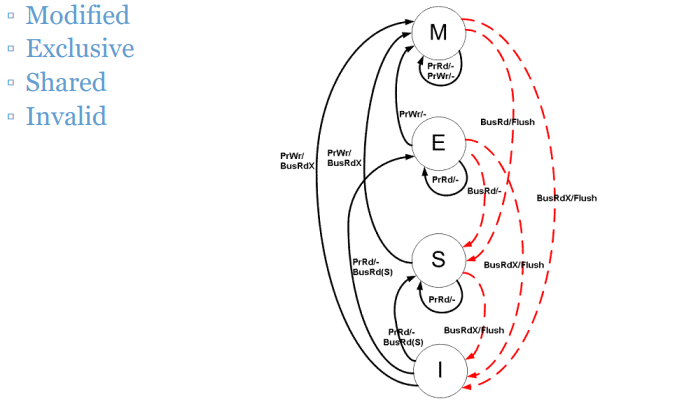 Modified
Exclusive
Shared
Invalid
M
PrRd/-
PrWr/-
PrWr/-
BusRd/Flush
E
PrWr/
BusRdX
PrWr/
BusRdX
PrRd/-
BusRd/-
BusRdX/Flush
S
PrRd/-
BusRd(S)
BusRdX/Flush
PrRd/-
PrRd/-
BusRd(S)
BusRdX/Flush
I